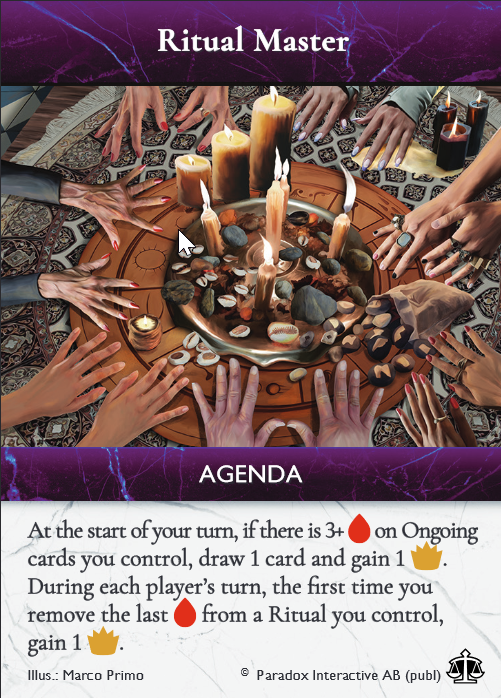 Ritual Master
AGENDA
At the start of your turn, if there is 3+ on Ongoing
cards you control, draw 1 card and gain 1 .
During each player's turn, the first time you
remove the last from a Ritual you control,
gain 1 .
Illus.: Marco Primo © Paradox Interactive AB (publ)